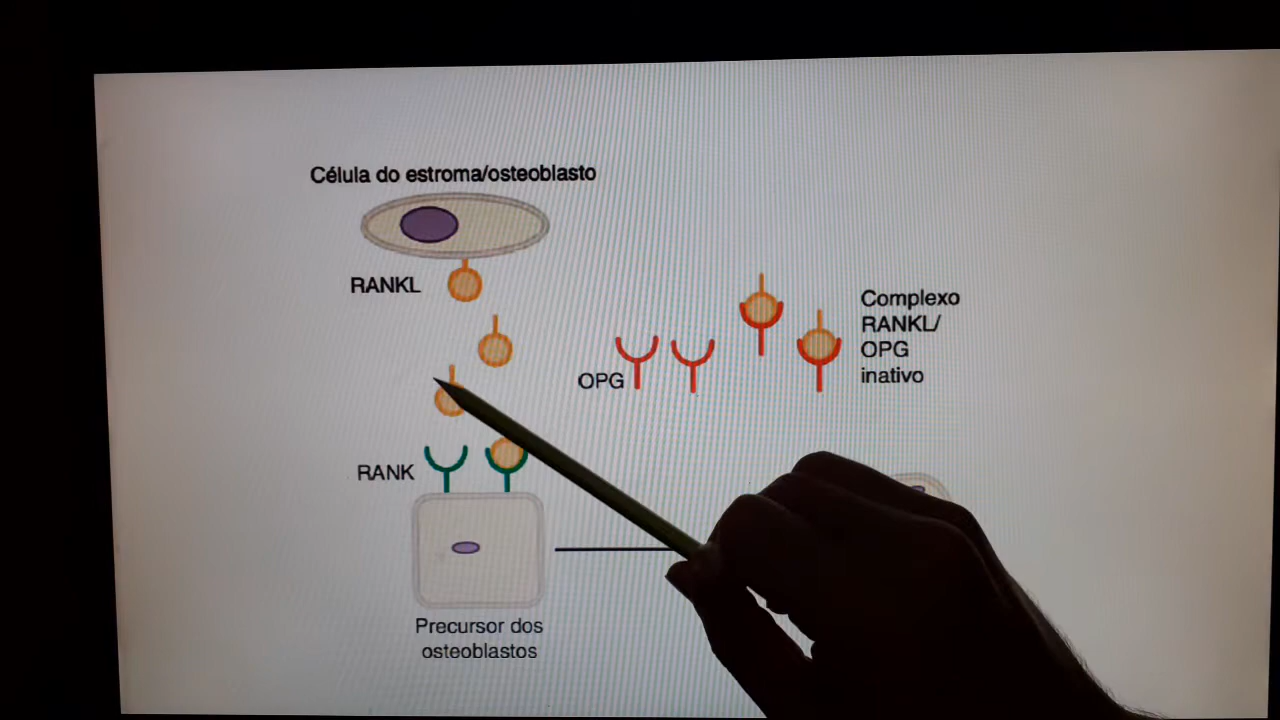 Célula do estroma/osteoblasto
RANKL
Complexo
RANKL/
OPG
inativo
OPG
RANK
Precursor dos
osteoblastos